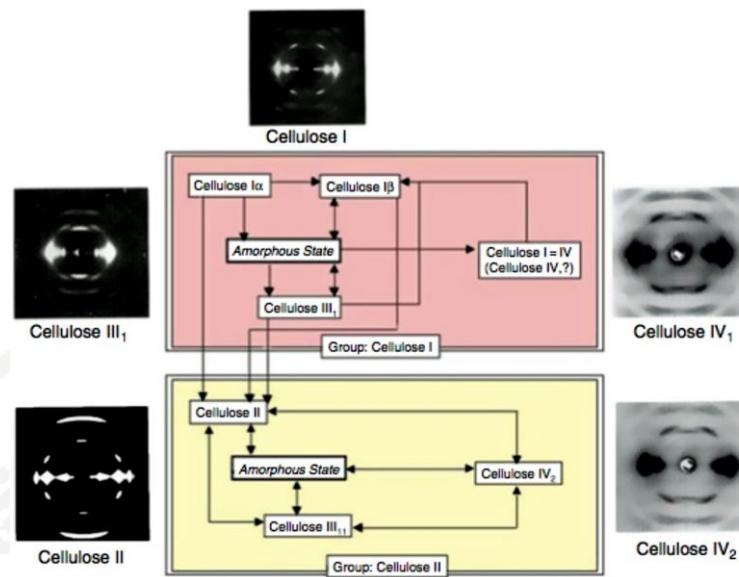 Cellulose I
Cellulose Iα
Cellulose Iβ
Amorphous State
Cellulose I = IV
(Cellulose IV,?)
Cellulose III₁
Group: Cellulose I
Cellulose III₁
Cellulose IV₁
Cellulose II
Amorphous State
Cellulose IV₂
Cellulose III₁₁
Group: Cellulose II
Cellulose II
Cellulose IV₂